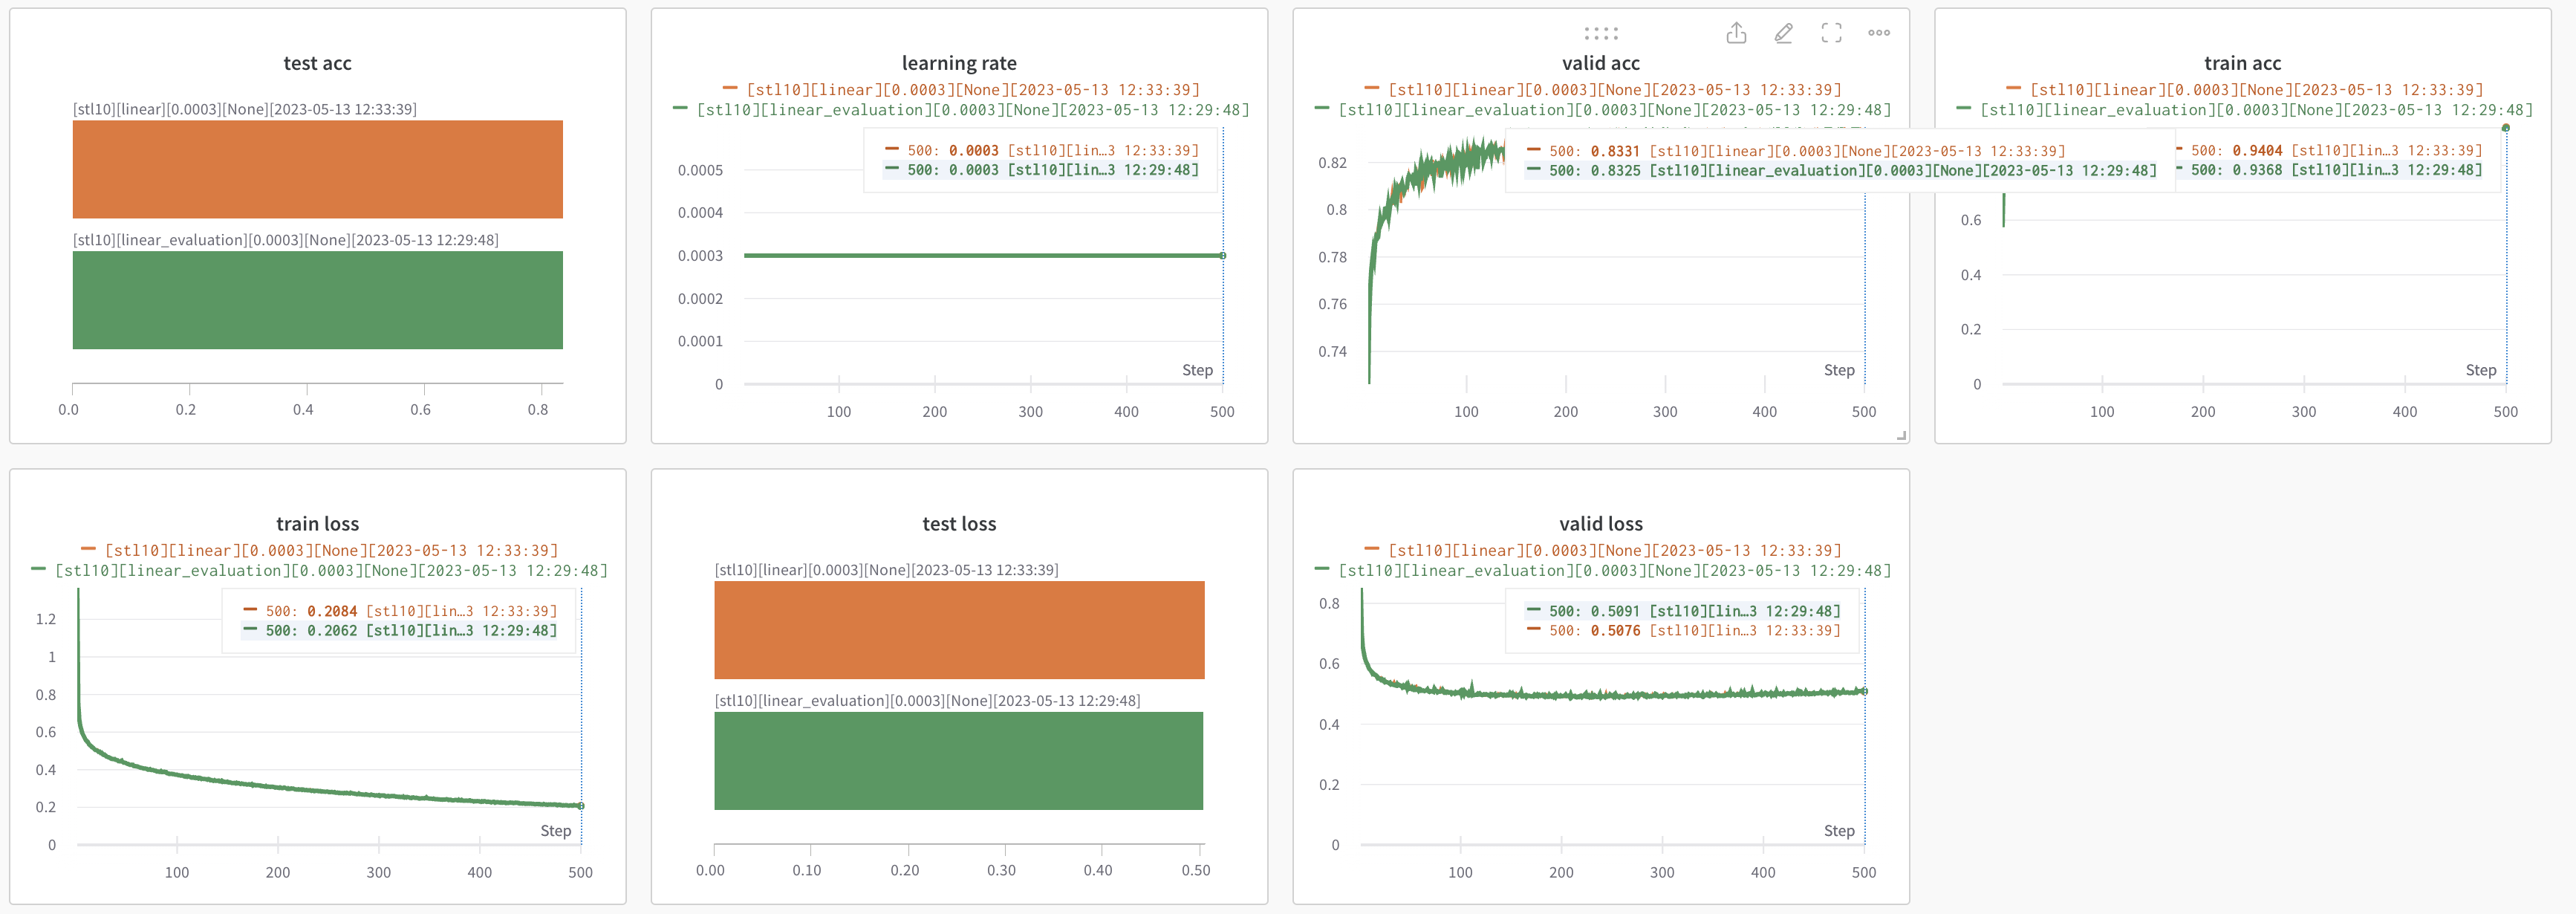 test acc
[stl10][linear][0.0003][None][2023-05-13 12:33:39]
[stl10][linear_evaluation][0.0003][None][2023-05-13 12:29:48]
0.0 0.2 0.4 0.6 0.8
learning rate
[stl10][linear][0.0003][None][2023-05-13 12:33:39]
[stl10][linear_evaluation][0.0003][None][2023-05-13 12:29:48]
500: 0.0003 [stl10][lin…3 12:33:39]
500: 0.0003 [stl10][lin…3 12:29:48]
0.0005
0.0004
0.0003
0.0002
0.0001
0
Step
100 200 300 400 500
valid acc
[stl10][linear][0.0003][None][2023-05-13 12:33:39]
[stl10][linear_evaluation][0.0003][None][2023-05-13 12:29:48]
500: 0.8331 [stl10][linear][0.0003][None][2023-05-13 12:33:39]
500: 0.8325 [stl10][linear_evaluation][0.0003][None][2023-05-13 12:29:48]
0.82
0.8
0.78
0.76
0.74
Step
100 200 300 400 500
train acc
[stl10][linear][0.0003][None][2023-05-13 12:33:39]
[stl10][linear_evaluation][0.0003][None][2023-05-13 12:29:48]
500: 0.9404 [stl10][lin…3 12:33:39]
500: 0.9368 [stl10][lin…3 12:29:48]
0.6
0.4
0.2
0
Step
100 200 300 400 500
train loss
[stl10][linear][0.0003][None][2023-05-13 12:33:39]
[stl10][linear_evaluation][0.0003][None][2023-05-13 12:29:48]
500: 0.2084 [stl10][lin…3 12:33:39]
500: 0.2062 [stl10][lin…3 12:29:48]
1.2
1
0.8
0.6
0.4
0.2
0
Step
100 200 300 400 500
test loss
[stl10][linear][0.0003][None][2023-05-13 12:33:39]
[stl10][linear_evaluation][0.0003][None][2023-05-13 12:29:48]
0.00 0.10 0.20 0.30 0.40 0.50
valid loss
[stl10][linear][0.0003][None][2023-05-13 12:33:39]
[stl10][linear_evaluation][0.0003][None][2023-05-13 12:29:48]
500: 0.5091 [stl10][lin…3 12:29:48]
500: 0.5076 [stl10][lin…3 12:33:39]
0.8
0.6
0.4
0.2
0
Step
100 200 300 400 500